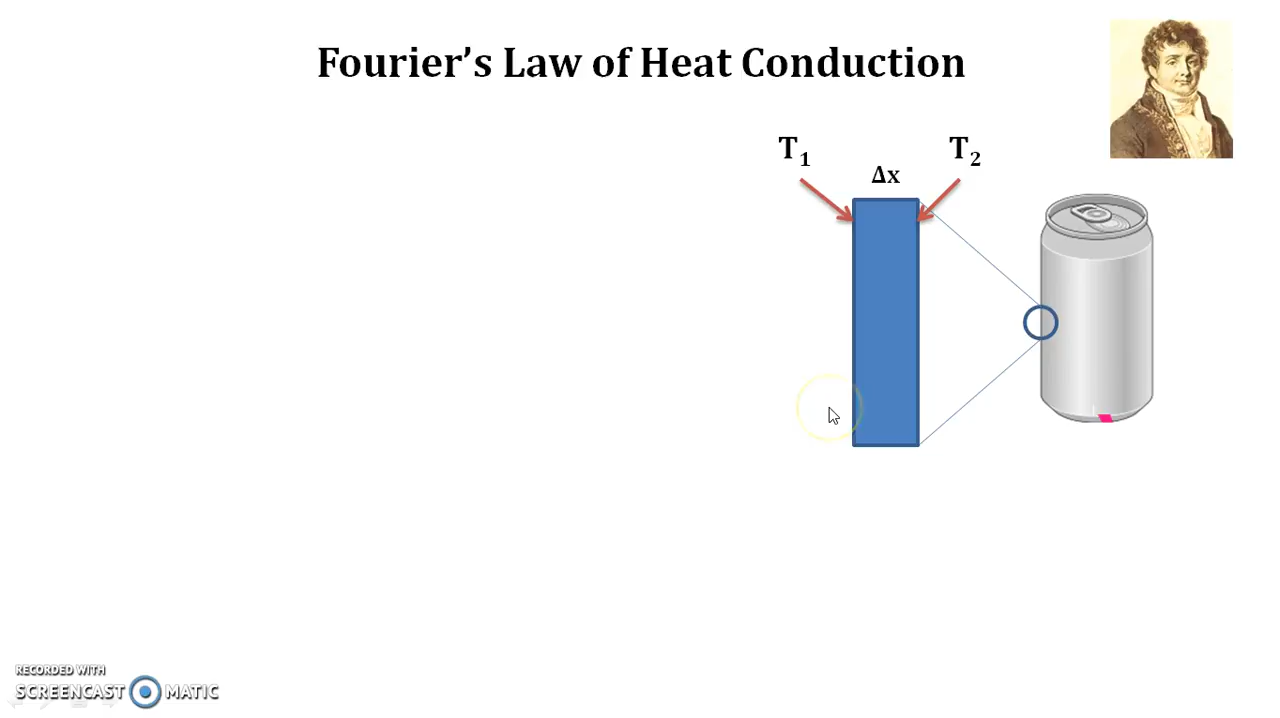 Fourier’s Law of Heat Conduction
T1
T2
Δx
RECORDED WITH
SCREENCAST MATIC